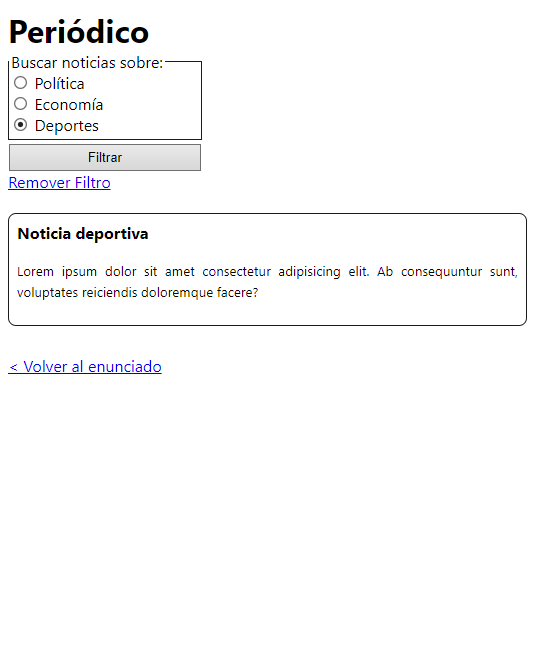 Periódico
Buscar noticias sobre:
Política
Economía
Deportes
Filtrar
Remover Filtro
Noticia deportiva
Lorem ipsum dolor sit amet consectetur adipisicing elit. Ab consequuntur sunt,
voluptates reiciendis doloremque facere?
< Volver al enunciado